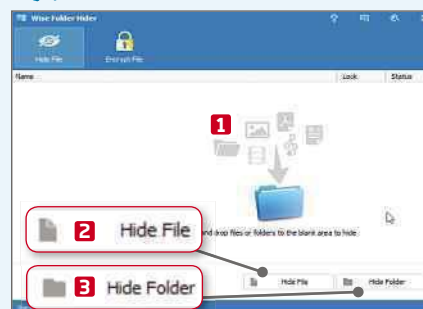 Wise Folder Hider
Hide File
Encrypt File
Name
Lock
Status
1
and drop files or folders to the blank area to hide
2 Hide File
3 Hide Folder
Hide File
Hide Folder